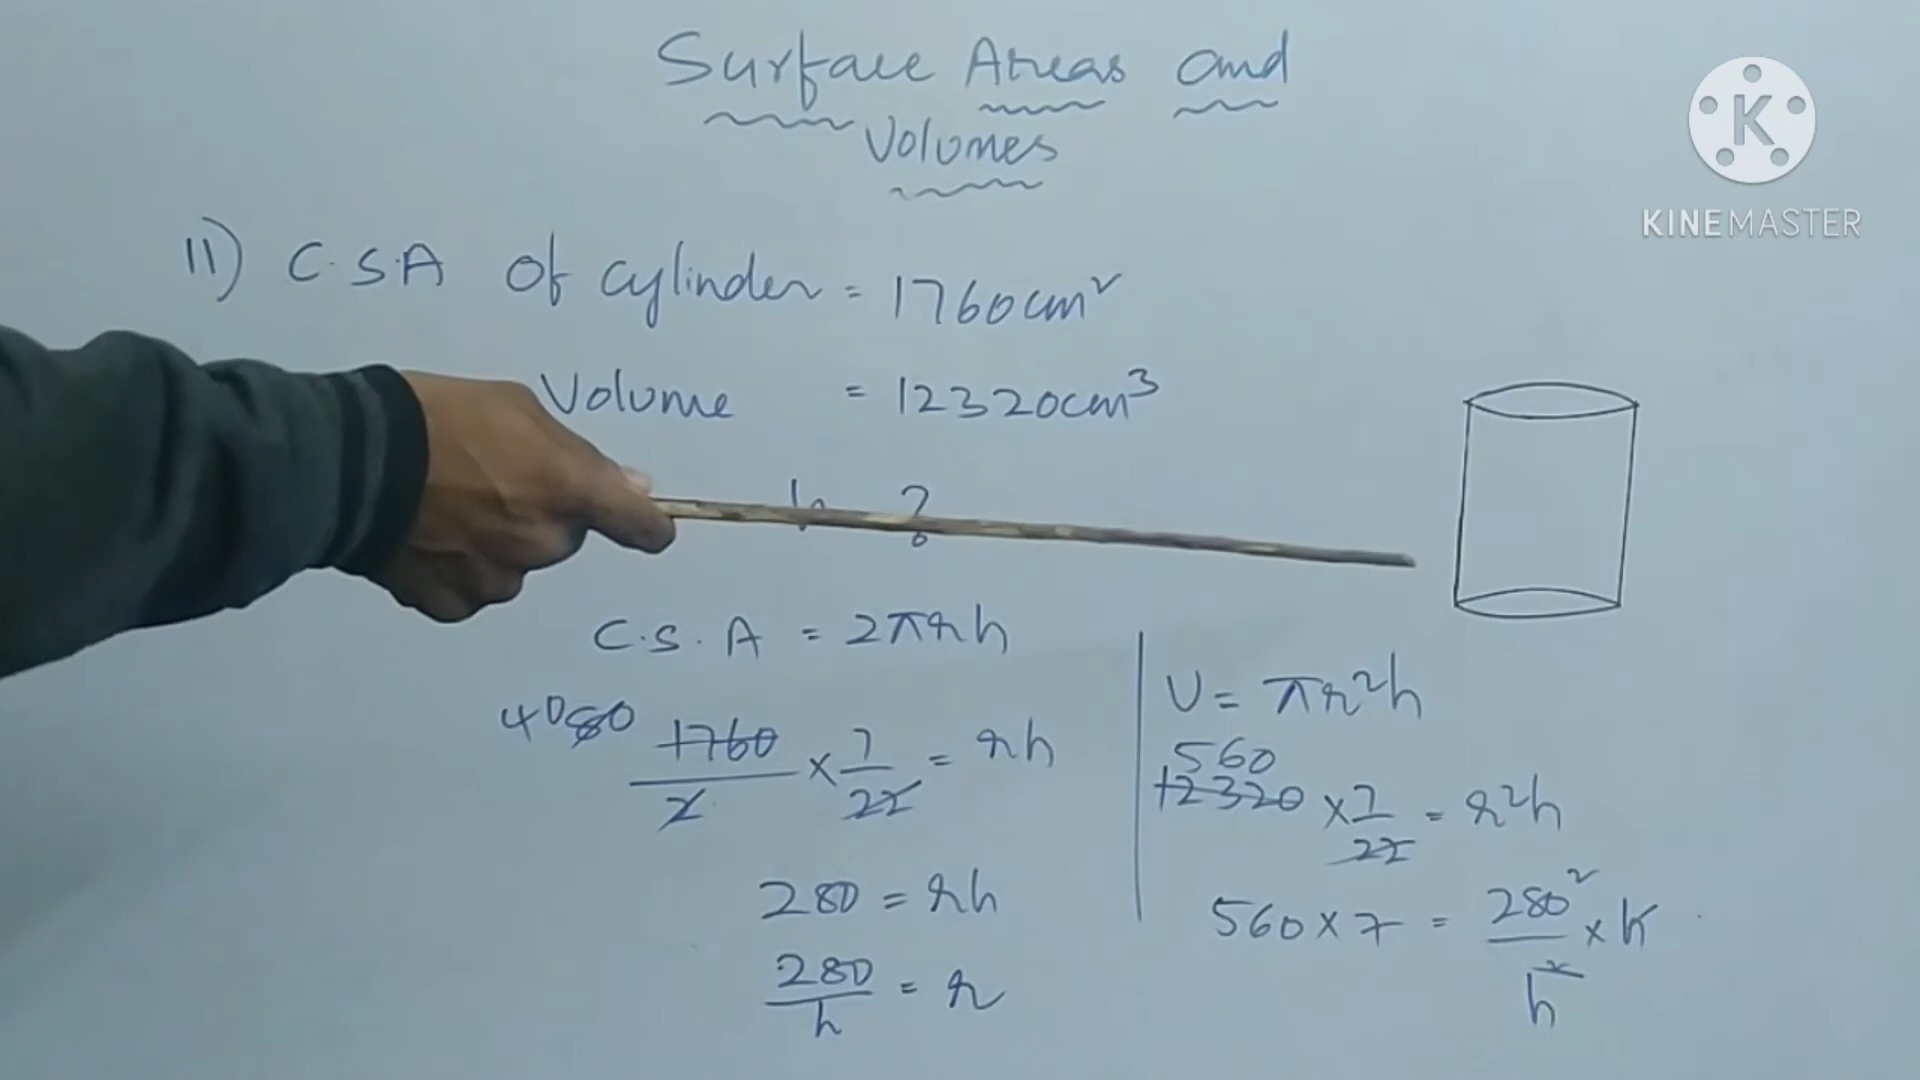 Surface Areas and
Volumes
K
KINEMASTER
11) C.S.A Of Cylinder = 1760cm²
Volume = 12320cm³
h ?
C.S.A = 2πrh
4080
1760/2 × 7/22 = rh
280 = rh
280/h = r
V = πr²h
560
12320 × 7/22 = r²h
560 × 7 = 280²/h² × h